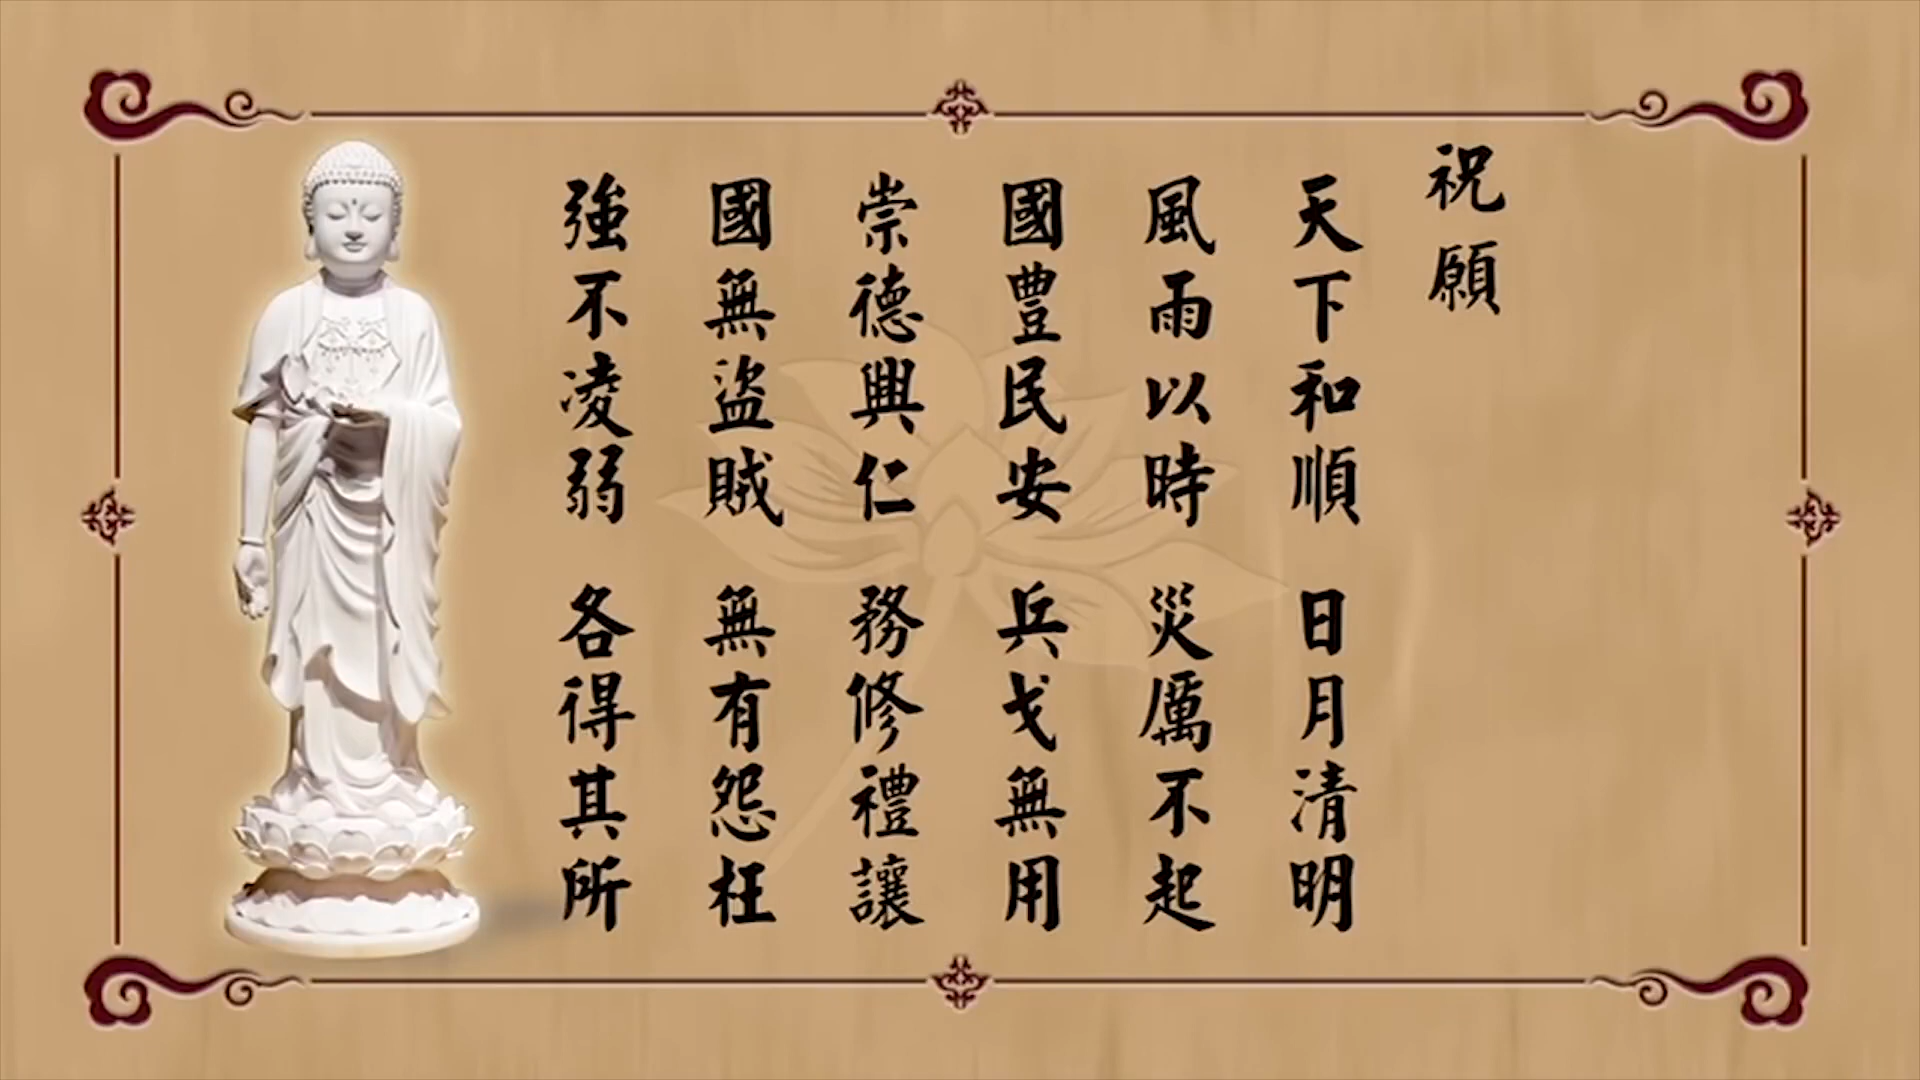 祝願
天下和順 日月清明
風雨以時 災厲不起
國豐民安 兵戈無用
崇德興仁 務修禮讓
國無盜賊 無有怨枉
強不凌弱 各得其所